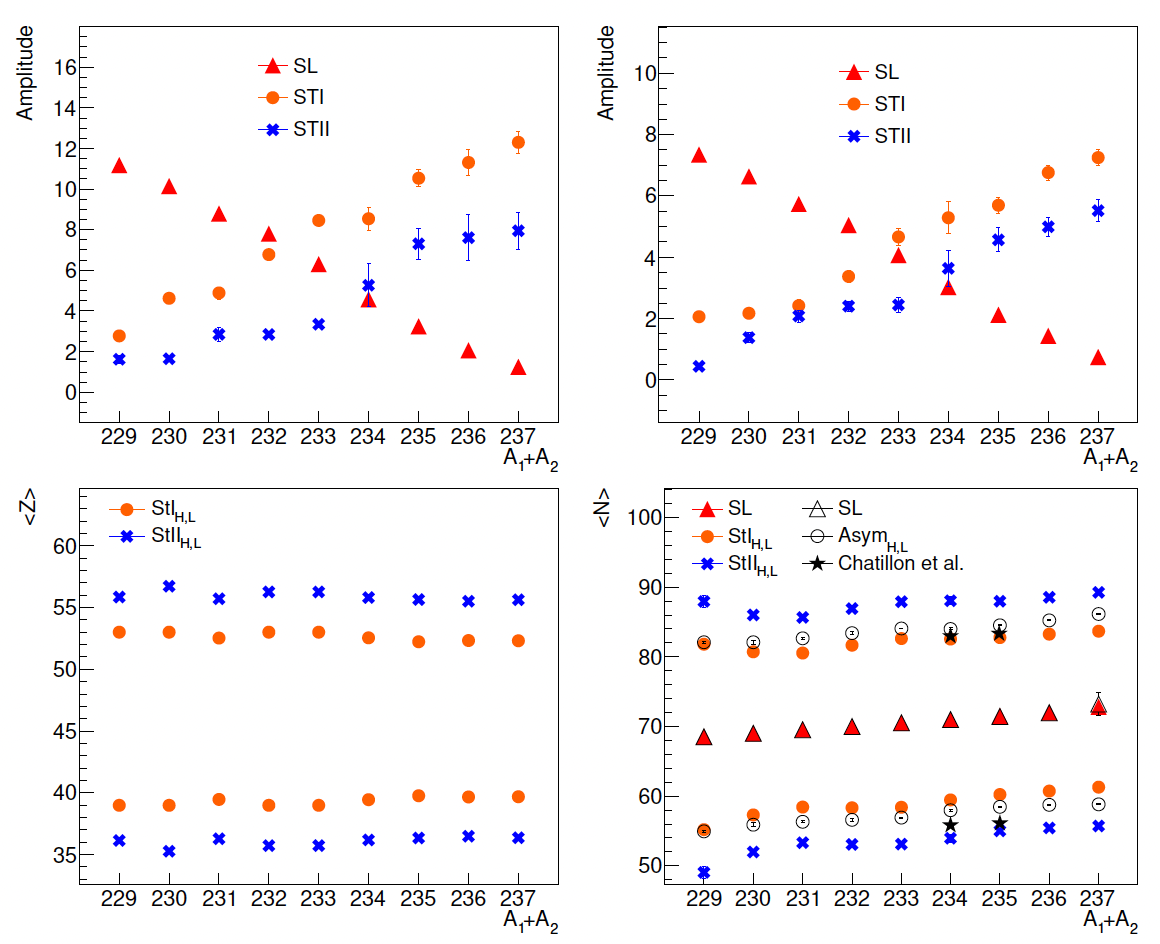 Amplitude
16
14
12
10
8
6
4
2
0
SL
STI
STII
229 230 231 232 233 234 235 236 237
A1+A2
Amplitude
10
8
6
4
2
0
SL
STI
STII
229 230 231 232 233 234 235 236 237
A1+A2
<Z>
60
55
50
45
40
35
StIH,L
StIIH,L
229 230 231 232 233 234 235 236 237
A1+A2
<N>
100
90
80
70
60
50
SL SL
StIH,L AsymH,L
StIIH,L Chatillon et al.
229 230 231 232 233 234 235 236 237
A1+A2